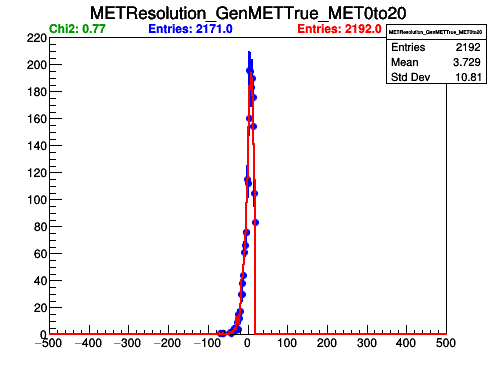 METResolution_GenMETTrue_MET0to20
Chi2: 0.77 Entries: 2171.0 Entries: 2192.0
METResolution_GenMETTrue_MET0to20
Entries 2192
Mean 3.729
Std Dev 10.81
220
200
180
160
140
120
100
80
60
40
20
0
−500 −400 −300 −200 −100 0 100 200 300 400 500